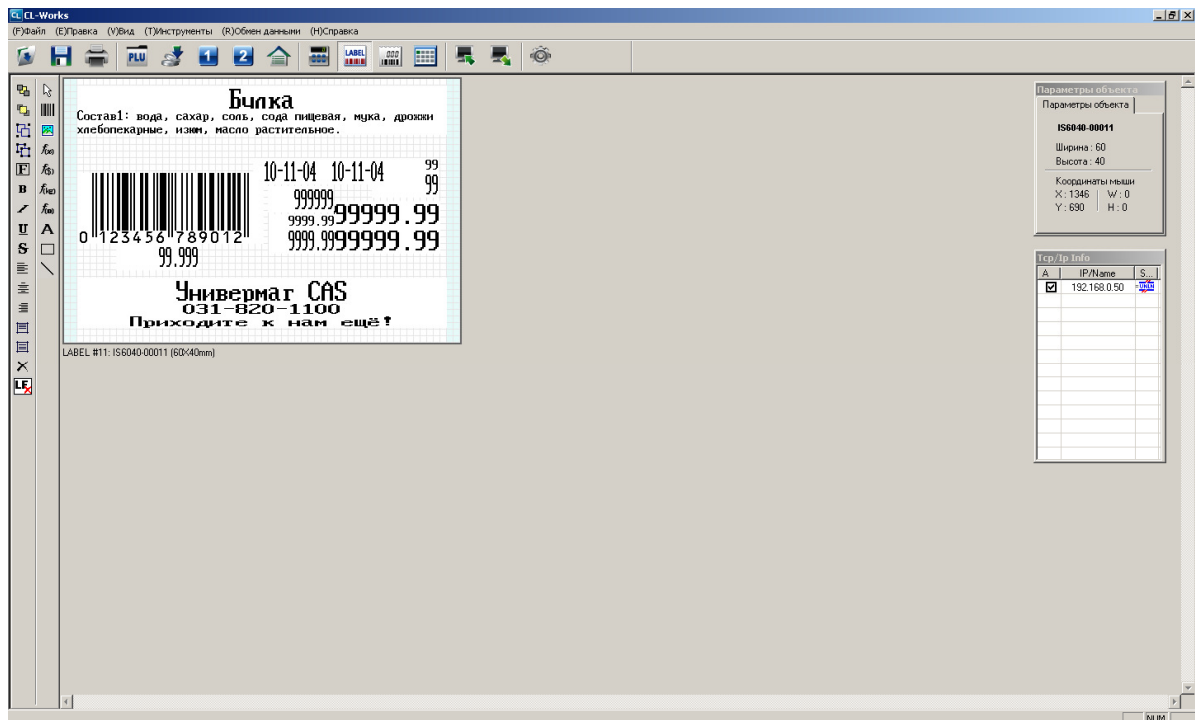 CL CL-Works
(F)Файл (E)Правка (V)Вид (T)Инструменты (R)Обмен данными (H)Справка
PLU 1 2 LABEL 000
Булка
Состав1: вода, сахар, соль, сода пищевая, мука, дрожжи
хлебопекарные, изюм, масло растительное.
10-11-04 10-11-04 99
99
999999
9999.99 99999.99
9999.99 99999.99
0 123456 789012
99.999
Универмаг CAS
031-820-1100
Приходите к нам ещё!
LABEL #11: IS6040-00011 (60X40mm)
f(x)
F f($)
B f(kg)
U A
S
LF
Параметры объекта
Параметры объекта
IS6040-00011
Ширина : 60
Высота : 40
Координаты мыши
X : 1346 W : 0
Y : 690 H : 0
Tcp/Ip Info
A IP/Name S...
192.168.0.50
NUM